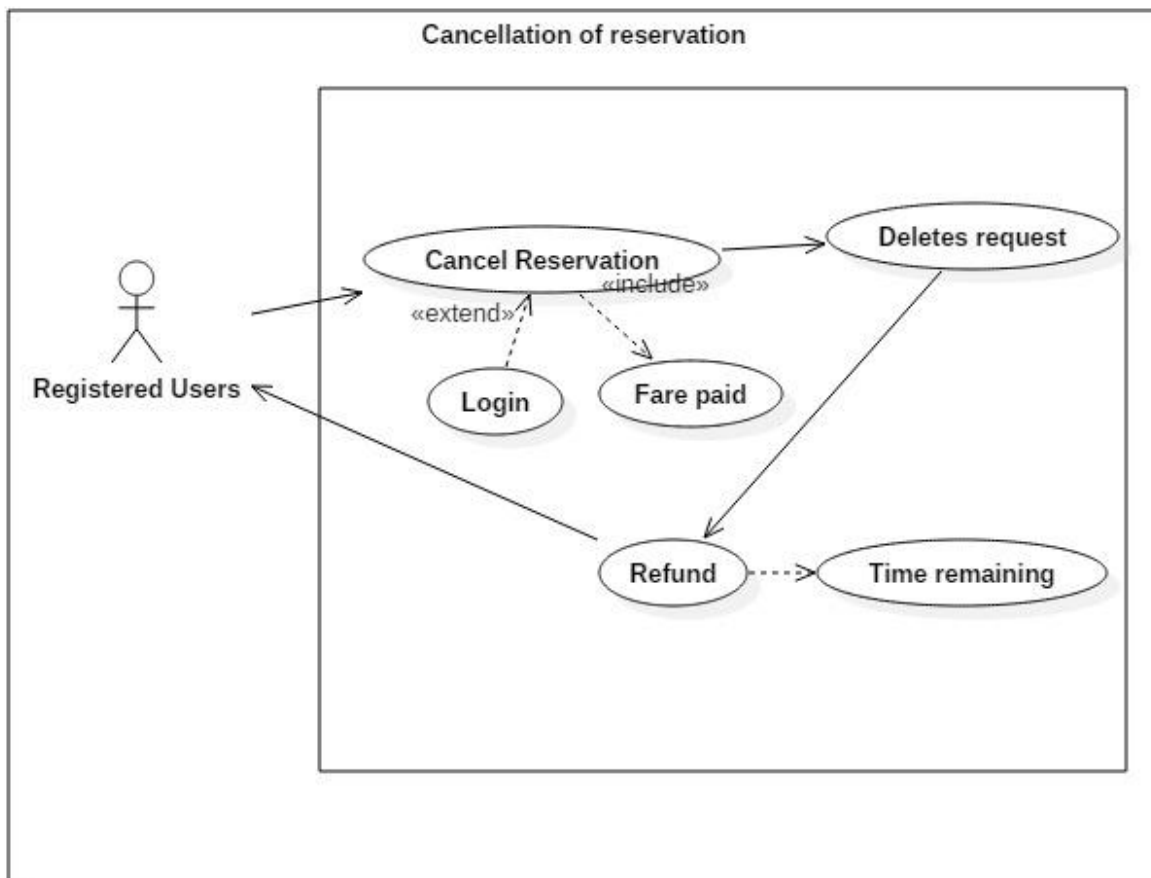 Cancellation of reservation
Deletes request
Cancel Reservation
«include»
«extend»
Registered Users
Login
Fare paid
Refund
Time remaining